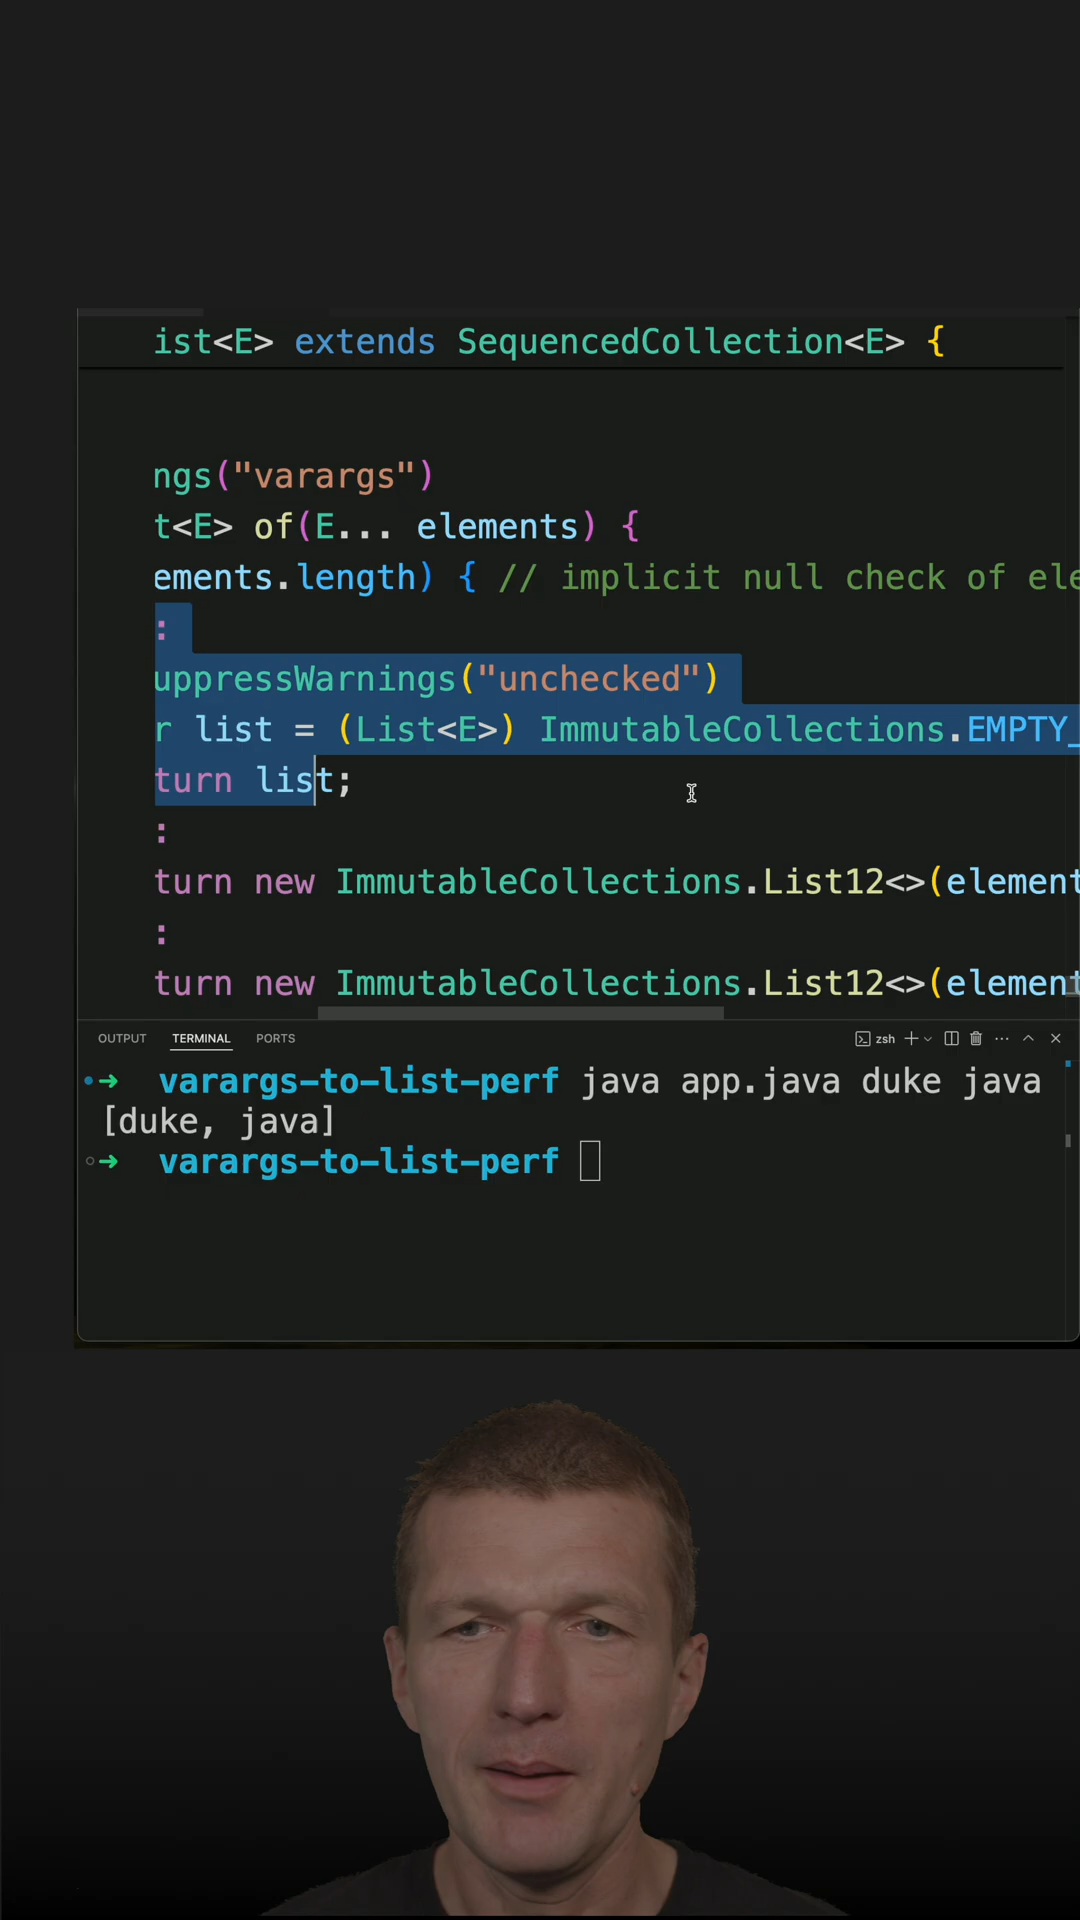 ist<E> extends SequencedCollection<E> {
ngs("varargs")
t<E> of(E... elements) {
ements.length) { // implicit null check of ele
:
uppressWarnings("unchecked")
r list = (List<E>) ImmutableCollections.EMPTY_
turn list;
:
turn new ImmutableCollections.List12<>(element
:
turn new ImmutableCollections.List12<>(element
OUTPUT TERMINAL PORTS zsh
varargs-to-list-perf java app.java duke java
[duke, java]
varargs-to-list-perf